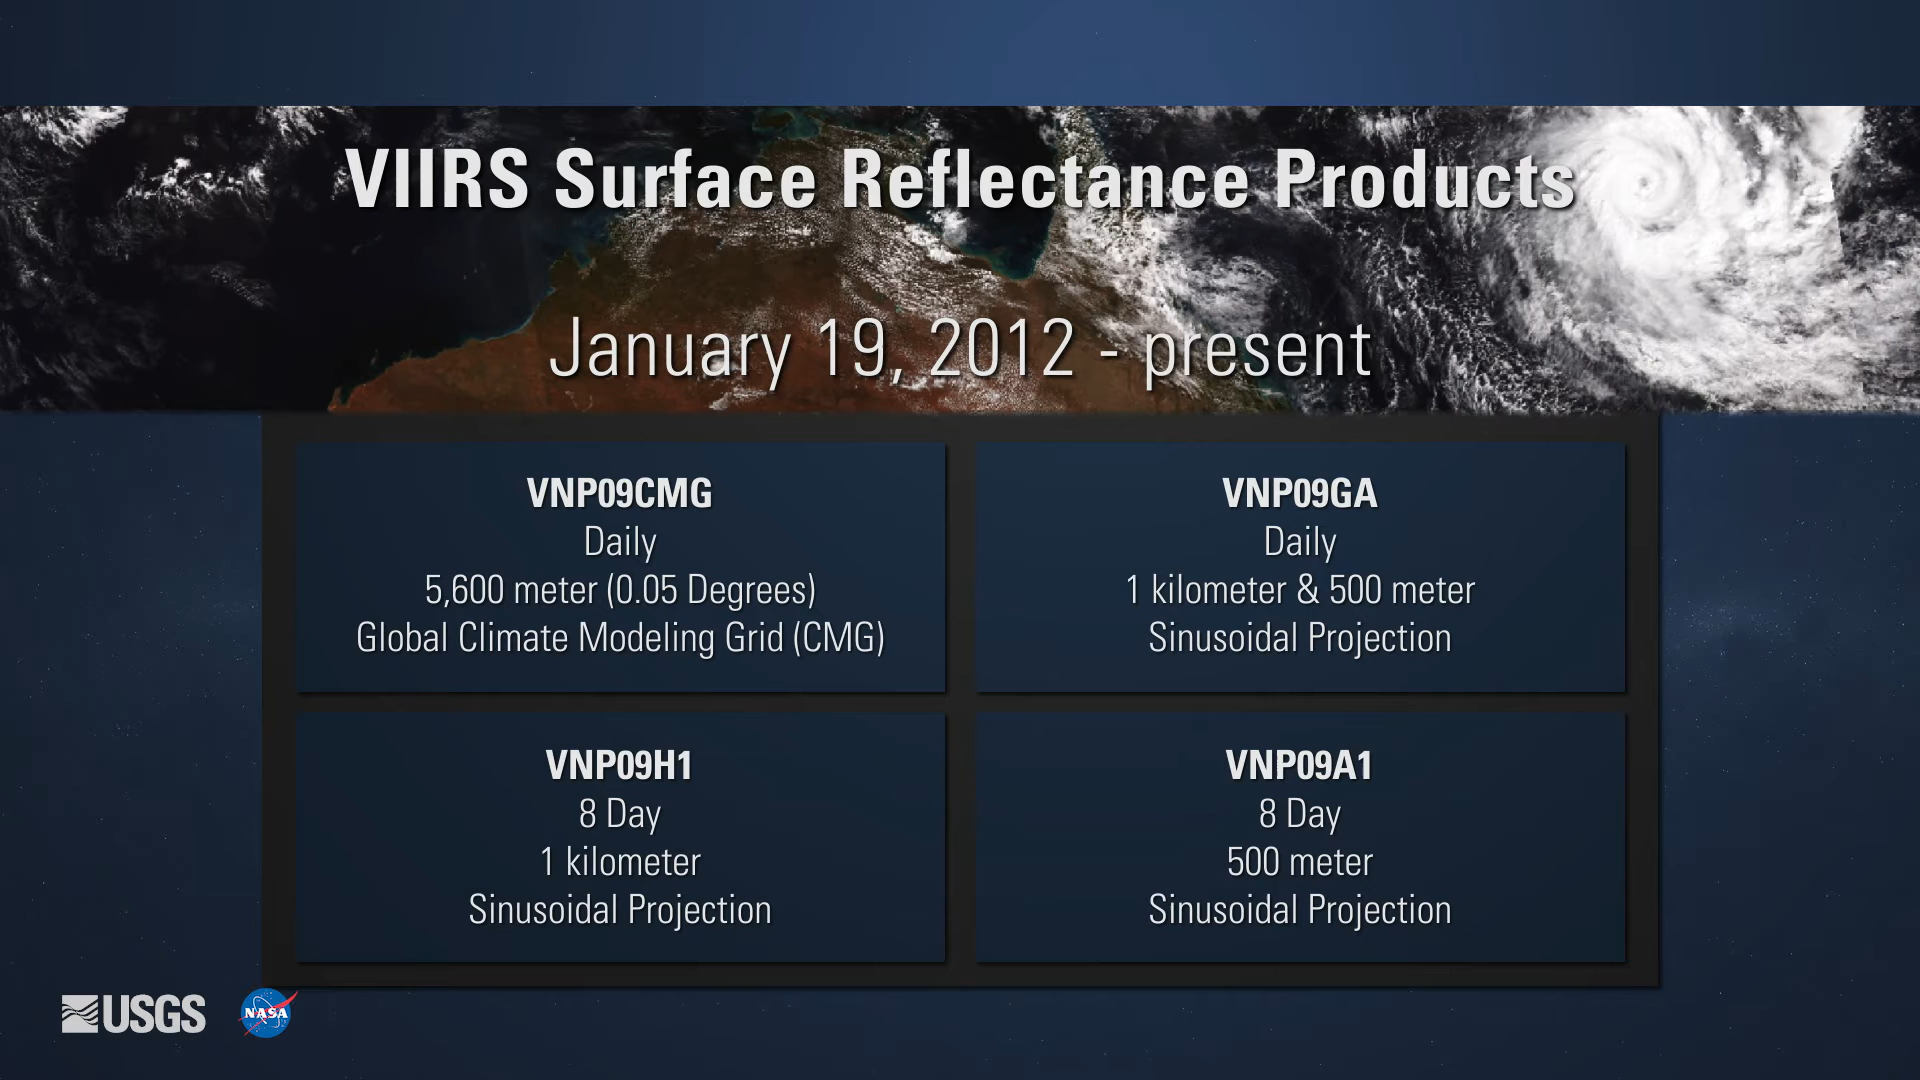 VIIRS Surface Reflectance Products
January 19, 2012 - present
VNP09CMG
Daily
5,600 meter (0.05 Degrees)
Global Climate Modeling Grid (CMG)
VNP09GA
Daily
1 kilometer & 500 meter
Sinusoidal Projection
VNP09H1
8 Day
1 kilometer
Sinusoidal Projection
VNP09A1
8 Day
500 meter
Sinusoidal Projection
USGS
NASA